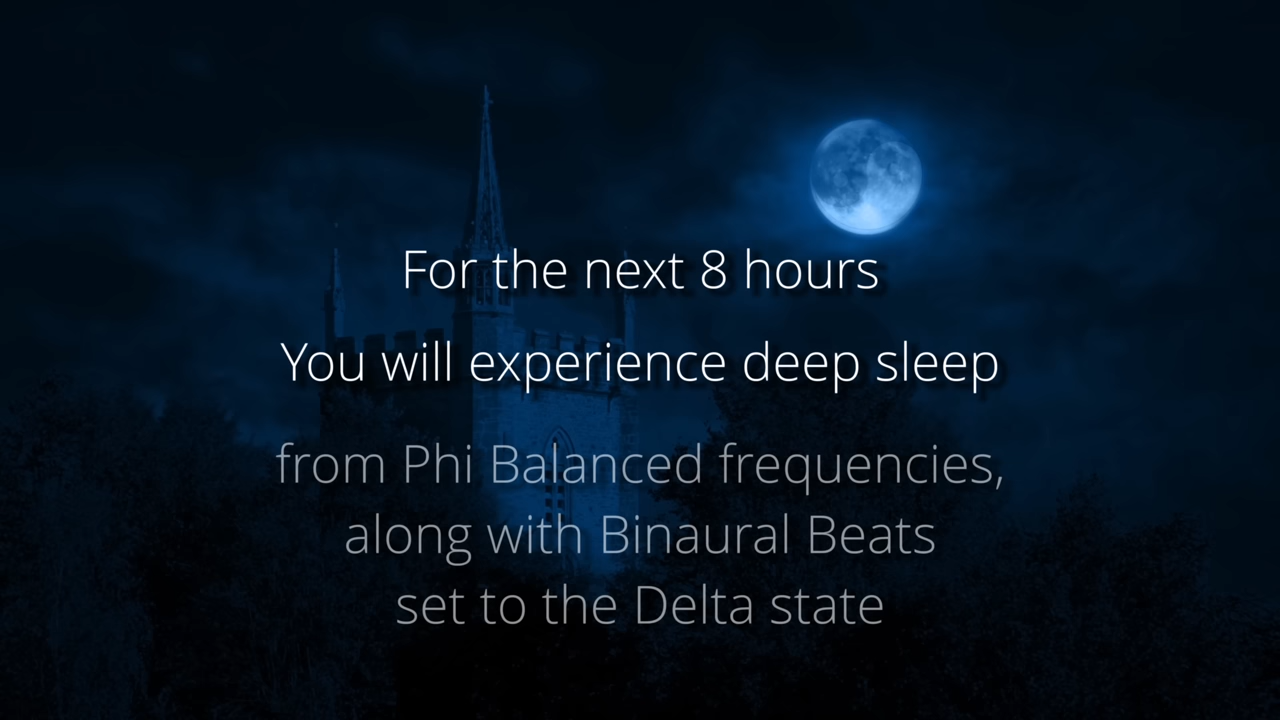 For the next 8 hours
You will experience deep sleep
from Phi Balanced frequencies,
along with Binaural Beats
set to the Delta state